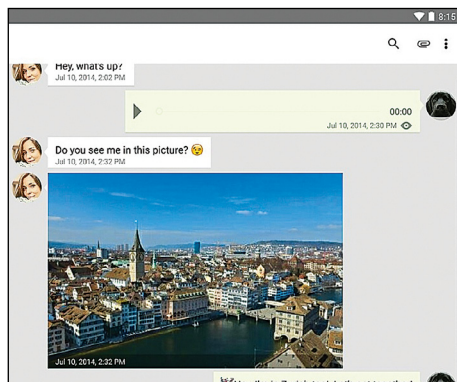 8:15
Hey, what's up?
Jul 10, 2014, 2:02 PM
00:00
Jul 10, 2014, 2:30 PM
Do you see me in this picture?
Jul 10, 2014, 2:32 PM
Jul 10, 2014, 2:32 PM